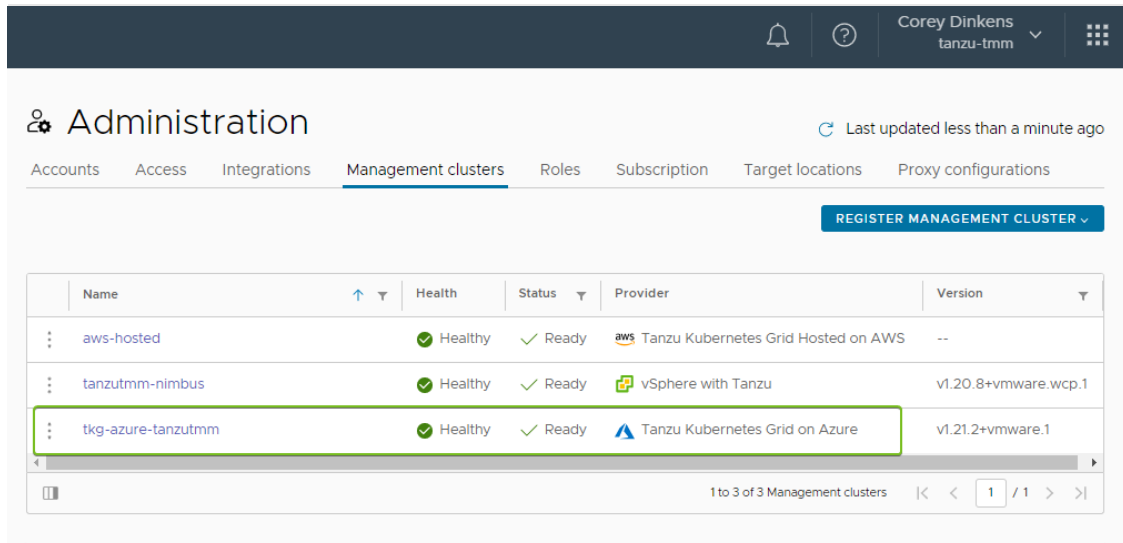 Corey Dinkens
tanzu-tmm
Administration
Last updated less than a minute ago
Accounts Access Integrations Management clusters Roles Subscription Target locations Proxy configurations
REGISTER MANAGEMENT CLUSTER
Name Health Status Provider Version
aws-hosted Healthy Ready aws Tanzu Kubernetes Grid Hosted on AWS --
tanzutmm-nimbus Healthy Ready vSphere with Tanzu v1.20.8+vmware.wcp.1
tkg-azure-tanzutmm Healthy Ready Tanzu Kubernetes Grid on Azure v1.21.2+vmware.1
1 to 3 of 3 Management clusters 1 / 1